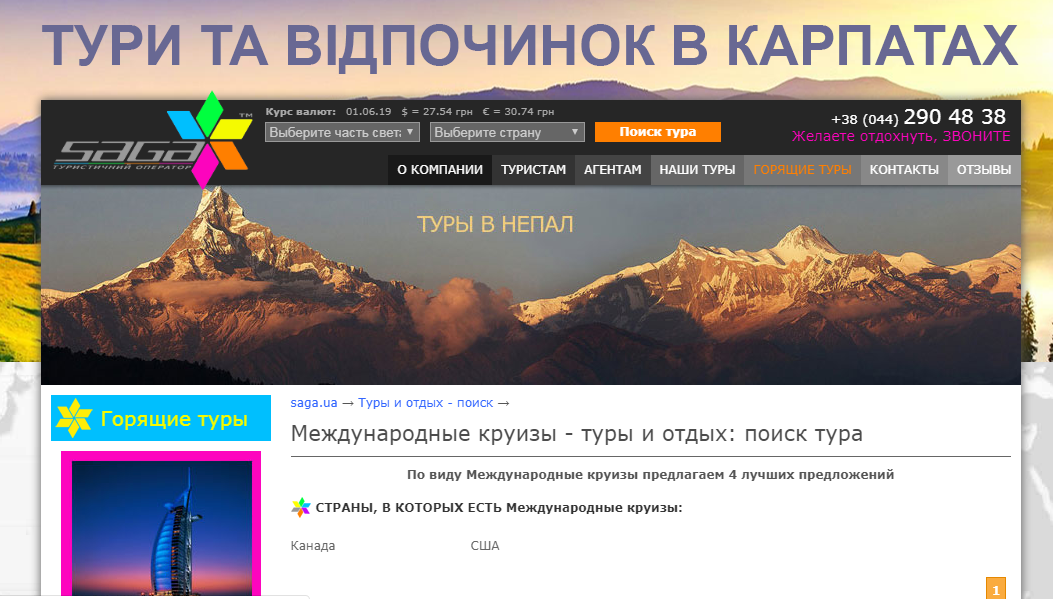 ТУРИ ТА ВІДПОЧИНОК В КАРПАТАХ
Курс валют: 01.06.19 $ = 27.54 грн € = 30.74 грн
+38 (044) 290 48 38
Выберите часть света Выберите страну Поиск тура
Желаете отдохнуть, ЗВОНИТЕ
saga ™
ТУРИСТИЧНИЙ ОПЕРАТОР
О КОМПАНИИ ТУРИСТАМ АГЕНТАМ НАШИ ТУРЫ ГОРЯЩИЕ ТУРЫ КОНТАКТЫ ОТЗЫВЫ
ТУРЫ В НЕПАЛ
Горящие туры
saga.ua → Туры и отдых - поиск →
Международные круизы - туры и отдых: поиск тура
По виду Международные круизы предлагаем 4 лучших предложений
СТРАНЫ, В КОТОРЫХ ЕСТЬ Международные круизы:
Канада США
1